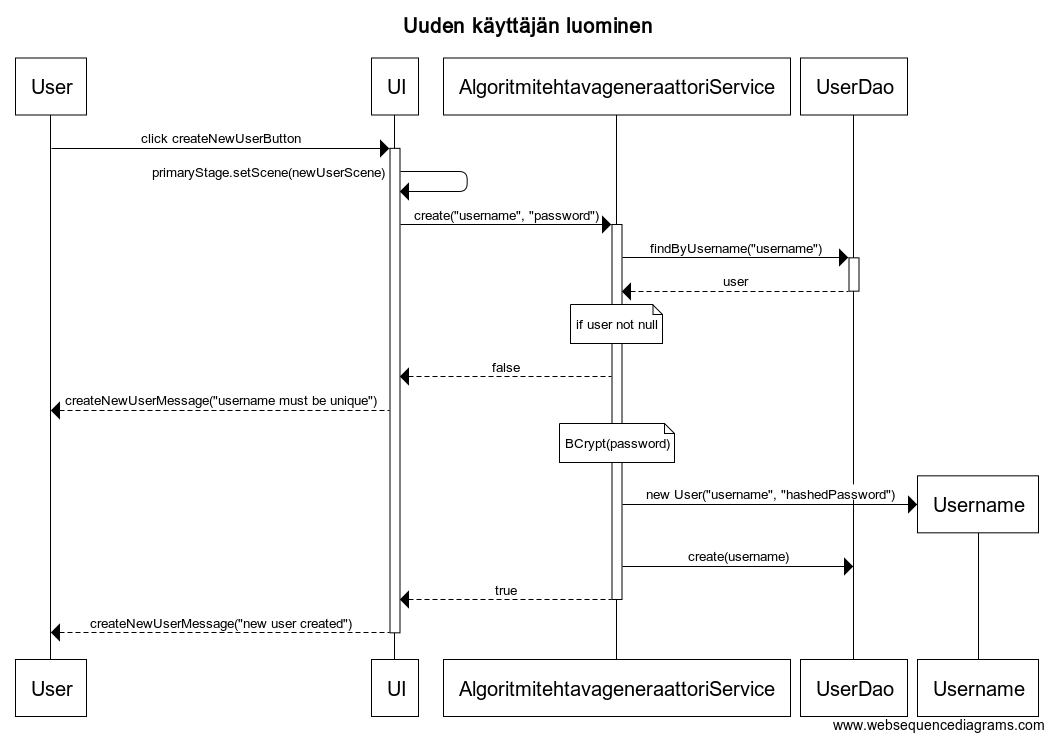 Uuden käyttäjän luominen
User
UI
AlgoritmitehtavageneraattoriService
UserDao
click createNewUserButton
primaryStage.setScene(newUserScene)
create("username", "password")
findByUsername("username")
user
if user not null
false
createNewUserMessage("username must be unique")
BCrypt(password)
new User("username", "hashedPassword")
Username
create(username)
true
createNewUserMessage("new user created")
User
UI
AlgoritmitehtavageneraattoriService
UserDao
Username
www.websequencediagrams.com